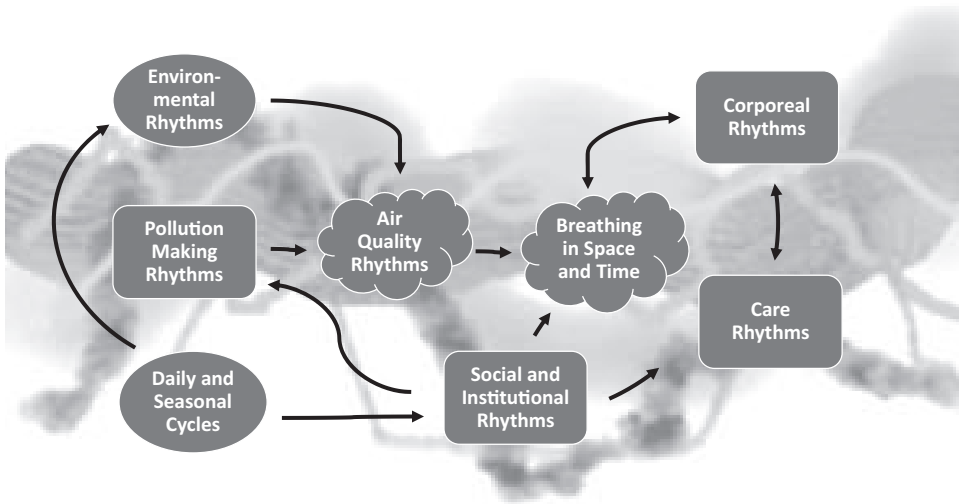 Environ-
mental
Rhythms
Corporeal
Rhythms
Pollution
Making
Rhythms
Air
Quality
Rhythms
Breathing
in Space
and Time
Care
Rhythms
Daily and
Seasonal
Cycles
Social and
Institutional
Rhythms